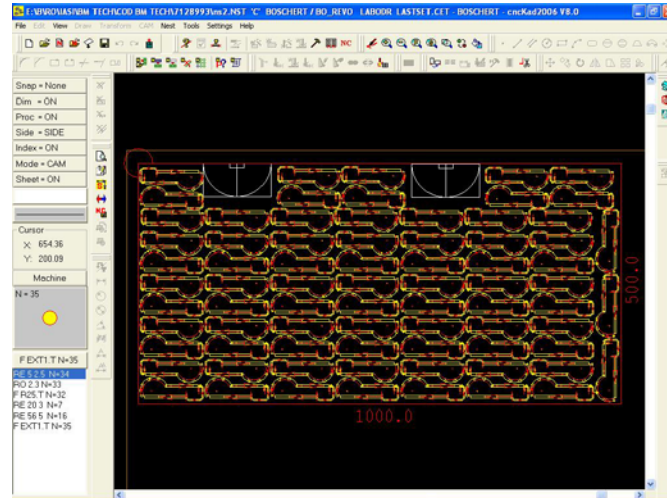 E:\BVROVASI\BM TECH\COD BM TECH\712B993\m2.NST 'C' BOSCHERT / BO_REVO LABODR LASTSET.CET - BOSCHERT - cncKad2006 V8.0
File Edit View Draw Transform CAM Nest Tools Settings Help
NC
Snap = None
Dim = ON
Proc = ON
Side = SIDE
Index = ON
Mode = CAM
Sheet = ON
Cursor
X: 654.36
Y: 200.09
Machine
N = 35
F EXT1.T N=35
RE 5 2.5 N=34
RO 2.3 N=33
F R25.T N=32
RE 20 3 N=7
RE 56 5 N=16
F EXT1.T N=35
500.0
1000.0